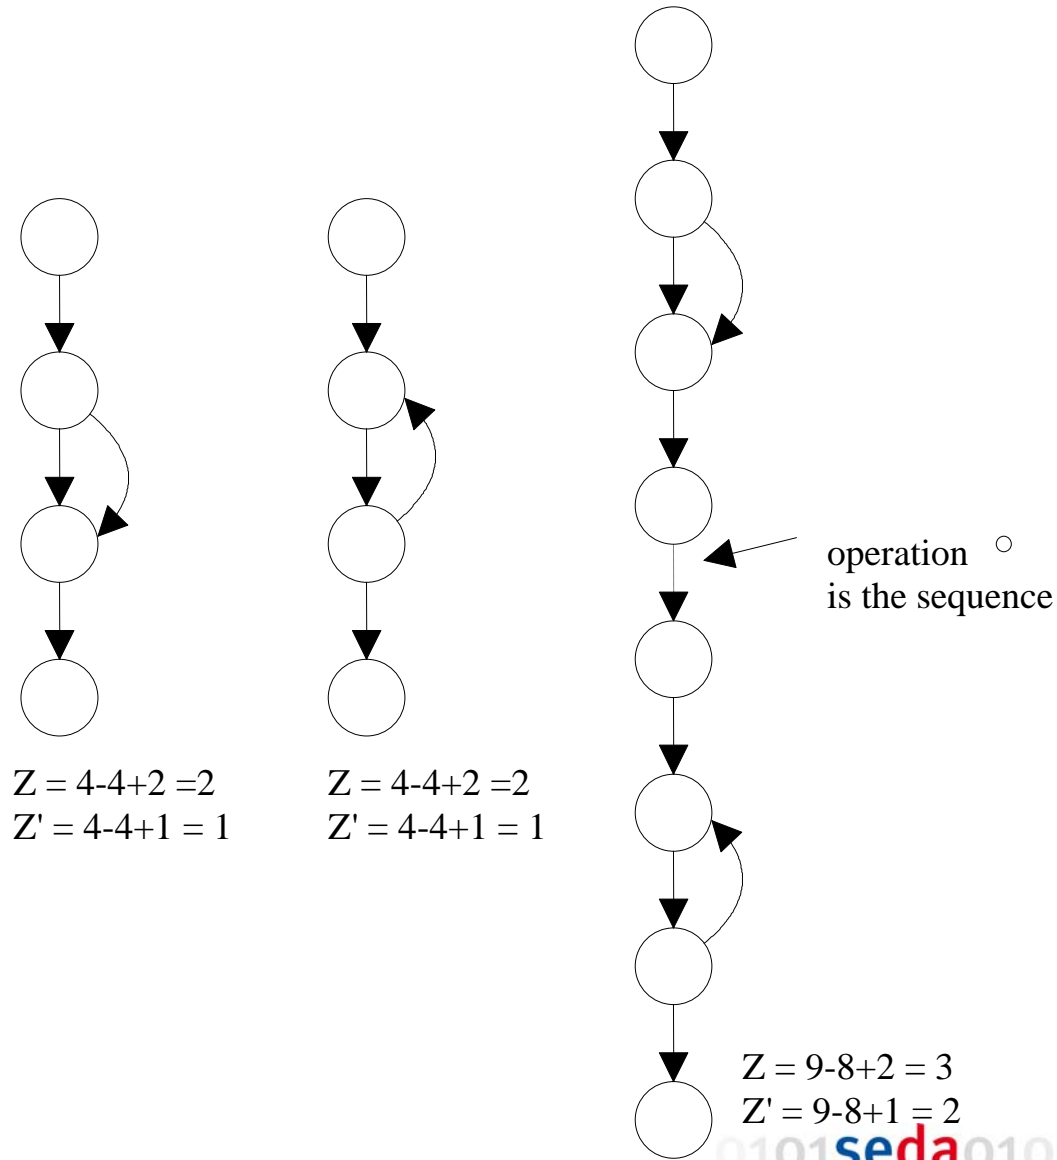 operation ○
is the sequence
Z = 4-4+2 =2
Z' = 4-4+1 = 1
Z = 4-4+2 =2
Z' = 4-4+1 = 1
Z = 9-8+2 = 3
Z' = 9-8+1 = 2
0101seda010